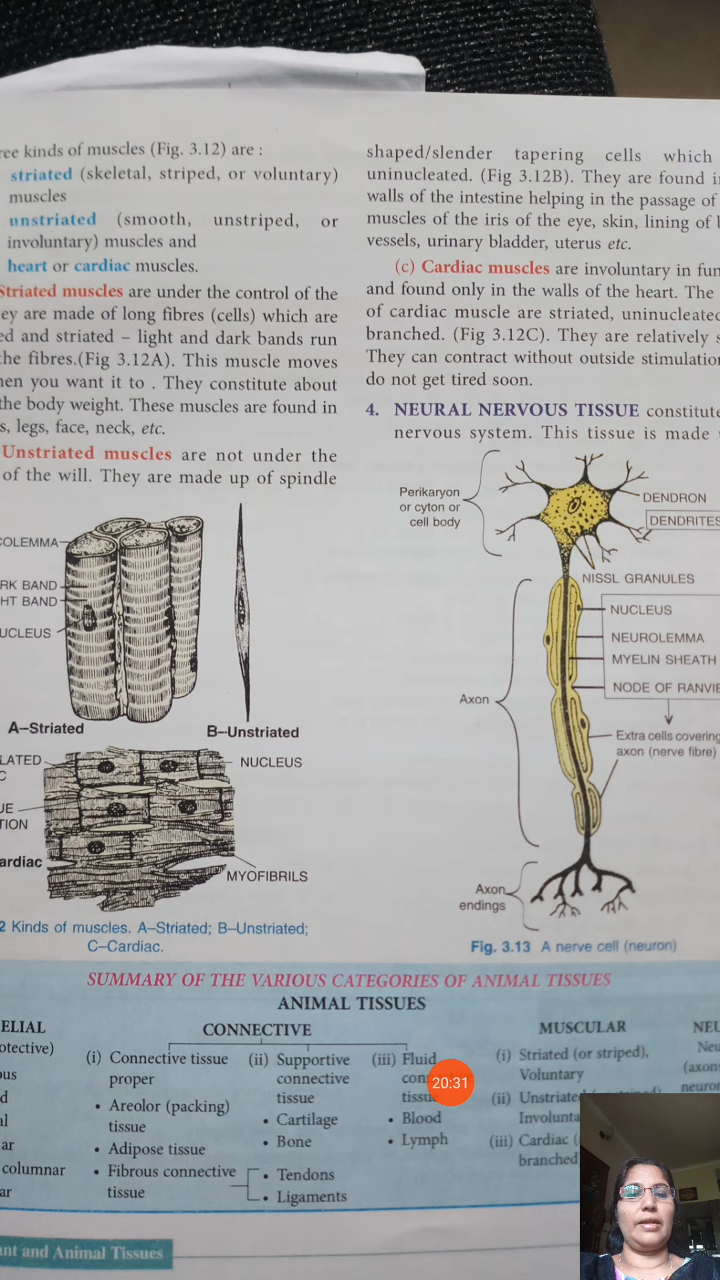 ree kinds of muscles (Fig. 3.12) are :
striated (skeletal, striped, or voluntary)
muscles
unstriated (smooth, unstriped, or
involuntary) muscles and
heart or cardiac muscles.
Striated muscles are under the control of the
ey are made of long fibres (cells) which are
ed and striated – light and dark bands run
the fibres.(Fig 3.12A). This muscle moves
hen you want it to . They constitute about
the body weight. These muscles are found in
s, legs, face, neck, etc.
Unstriated muscles are not under the
of the will. They are made up of spindle
COLEMMA
RK BAND
HT BAND
UCLEUS
A–Striated
B–Unstriated
LATED
C
NUCLEUS
UE
TION
ardiac
MYOFIBRILS
2 Kinds of muscles. A–Striated; B–Unstriated;
C–Cardiac.
shaped/slender tapering cells which
uninucleated. (Fig 3.12B). They are found i
walls of the intestine helping in the passage of
muscles of the iris of the eye, skin, lining of
vessels, urinary bladder, uterus etc.
(c) Cardiac muscles are involuntary in fun
and found only in the walls of the heart. The
of cardiac muscle are striated, uninucleated
branched. (Fig 3.12C). They are relatively s
They can contract without outside stimulation
do not get tired soon.
4. NEURAL NERVOUS TISSUE constitute
nervous system. This tissue is made
Perikaryon
or cyton or
cell body
DENDRON
DENDRITES
NISSL GRANULES
NUCLEUS
NEUROLEMMA
MYELIN SHEATH
NODE OF RANVIE
Axon
Extra cells covering
axon (nerve fibre)
Axon
endings
Fig. 3.13 A nerve cell (neuron)
SUMMARY OF THE VARIOUS CATEGORIES OF ANIMAL TISSUES
ANIMAL TISSUES
ELIAL
otective)
ous
d
al
ar
columnar
ar
CONNECTIVE
(i) Connective tissue
proper
• Areolor (packing)
tissue
• Adipose tissue
• Fibrous connective
tissue
(ii) Supportive
connective
tissue
• Cartilage
• Bone
• Tendons
• Ligaments
(iii) Fluid
con
tissue
• Blood
• Lymph
20:31
MUSCULAR
(i) Striated (or striped),
Voluntary
(ii) Unstriated
Involunta
(iii) Cardiac (
branched
NEU
Neu
(axon
neuron
ant and Animal Tissues